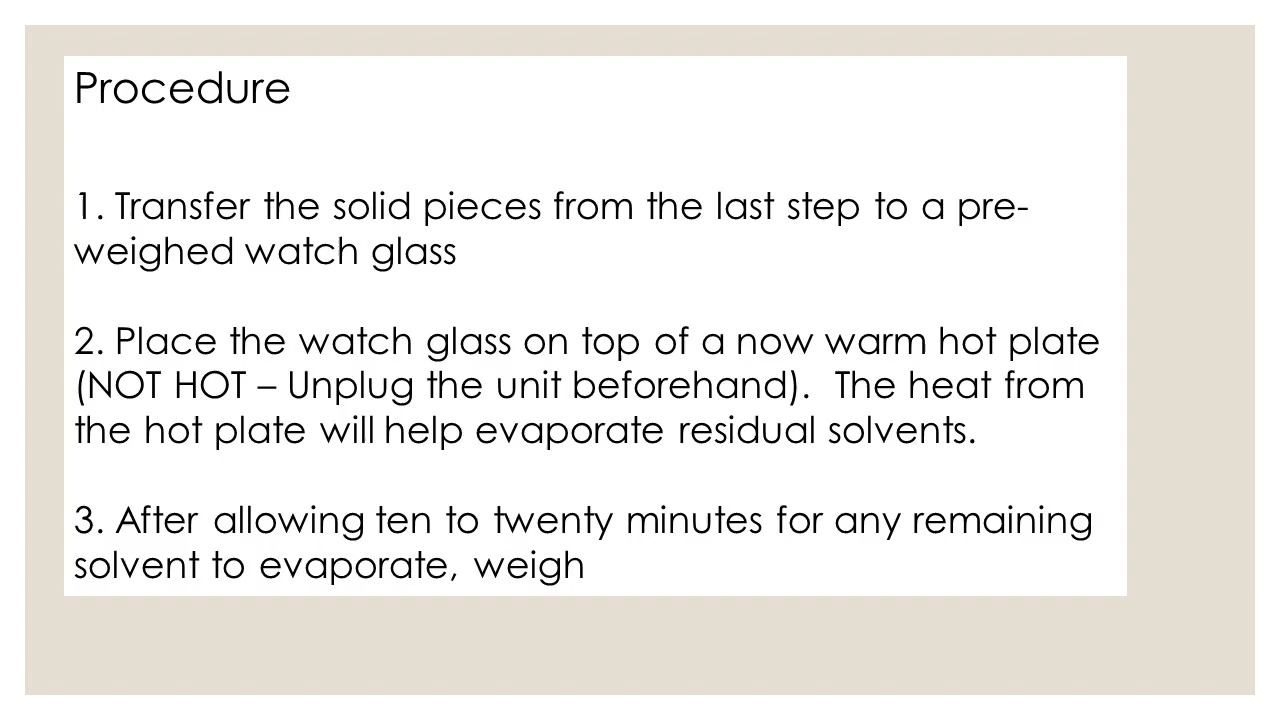 Procedure
1. Transfer the solid pieces from the last step to a pre-
weighed watch glass
2. Place the watch glass on top of a now warm hot plate
(NOT HOT – Unplug the unit beforehand).  The heat from
the hot plate will help evaporate residual solvents.
3. After allowing ten to twenty minutes for any remaining
solvent to evaporate, weigh